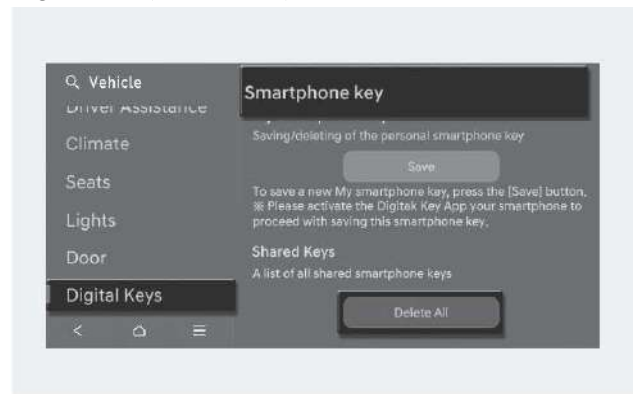 Vehicle
Driver Assistance
Climate
Seats
Lights
Door
Digital Keys
Smartphone key
Saving/deleting of the personal smartphone key
Save
To save a new My smartphone key, press the [Save] button.
※ Please activate the Digitak Key App your smartphone to
proceed with saving this smartphone key.
Shared Keys
A list of all shared smartphone keys
Delete All